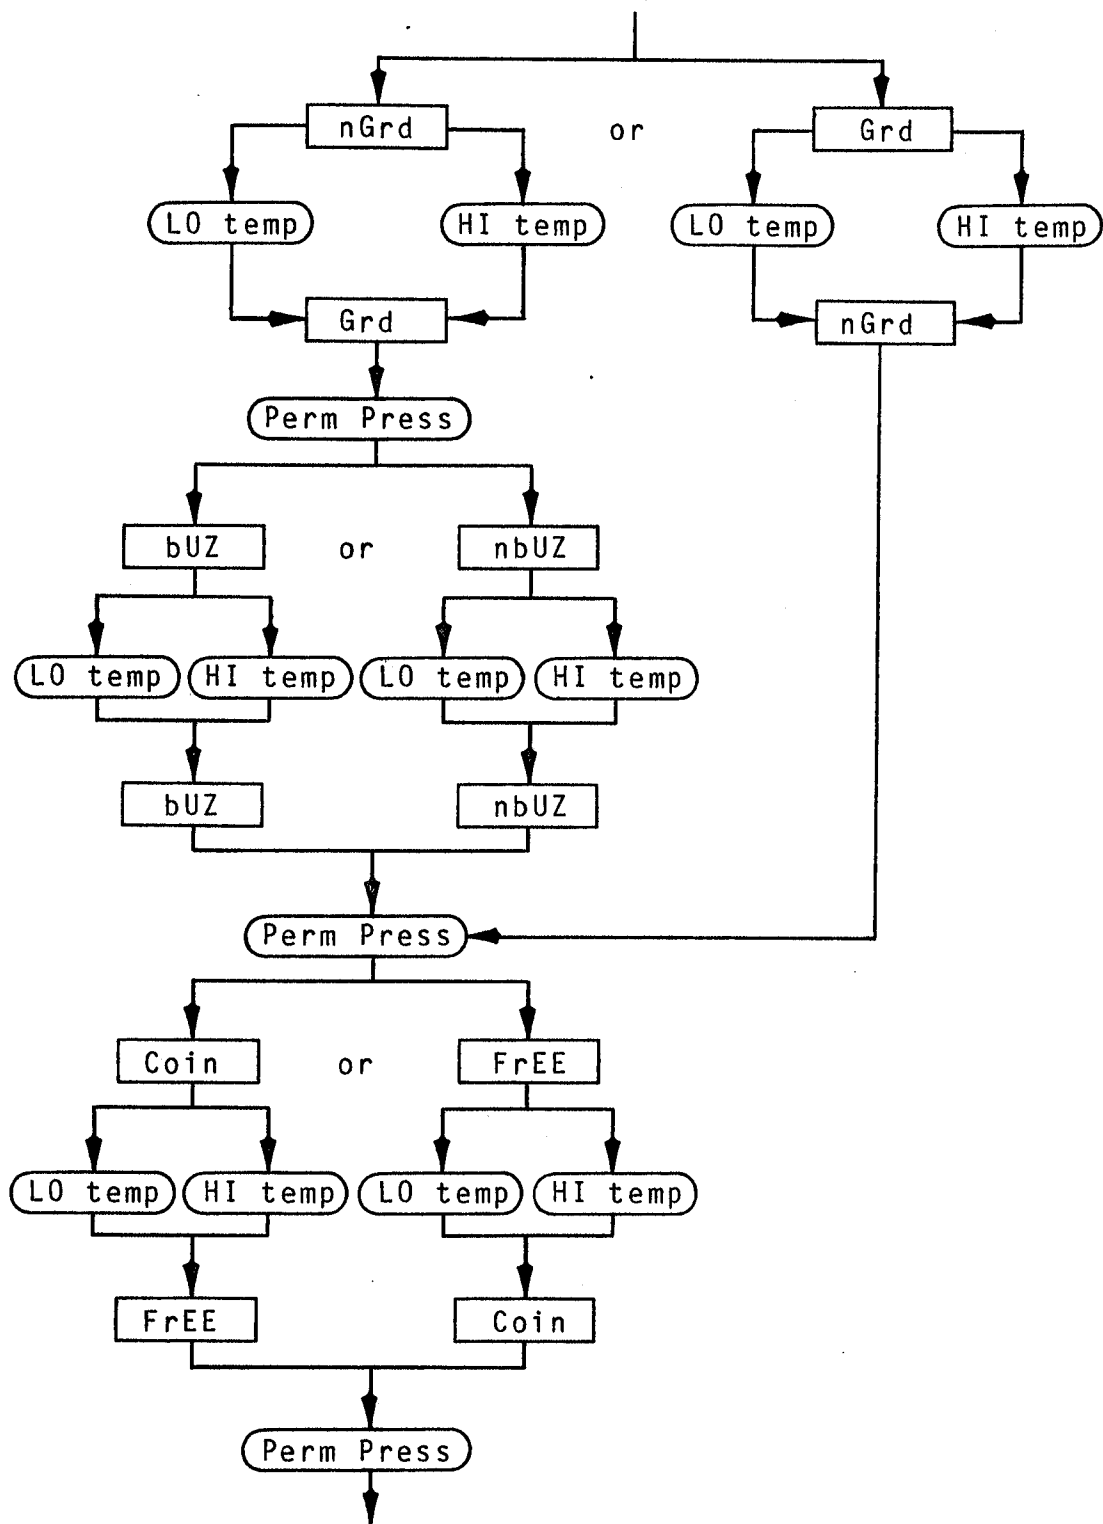 nGrd or Grd
LO temp HI temp LO temp HI temp
Grd nGrd
Perm Press
bUZ or nbUZ
LO temp HI temp LO temp HI temp
bUZ nbUZ
Perm Press
Coin or FrEE
LO temp HI temp LO temp HI temp
FrEE Coin
Perm Press